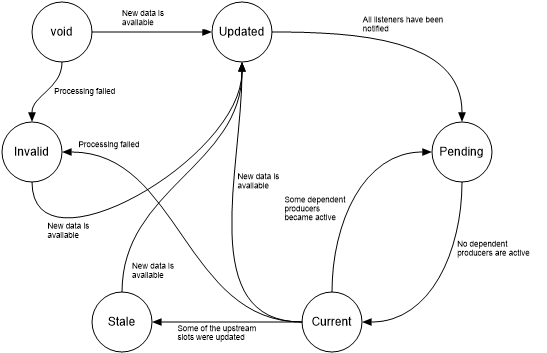 void
New data is
available
Updated
All listeners have been
notified
Processing failed
Invalid
Processing failed
Pending
New data is
available
Some dependent
producers
became active
New data is
available
No dependent
producers are active
New data is
available
Stale
Some of the upstream
slots were updated
Current